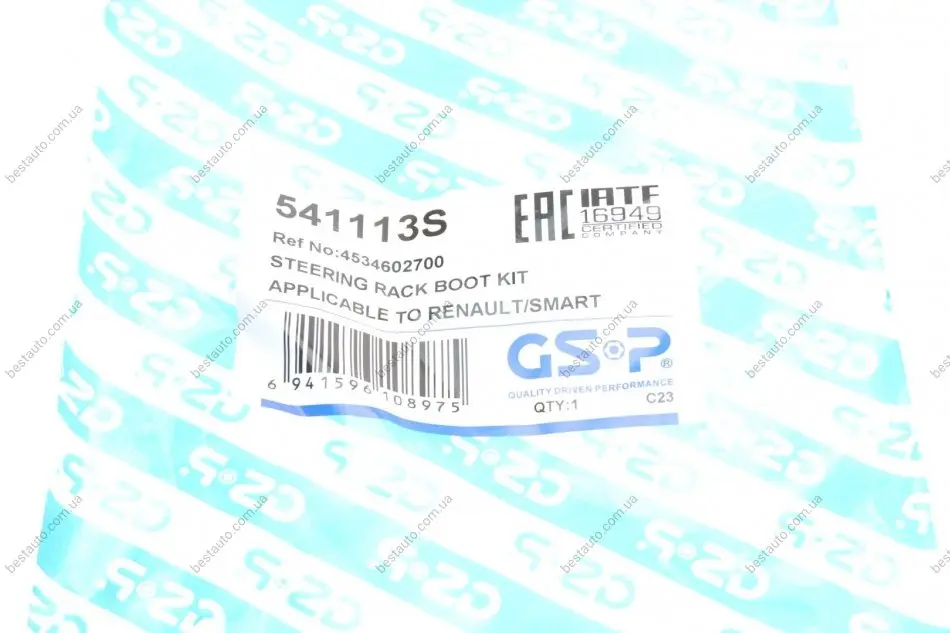 541113S
Ref No:4534602700
STEERING RACK BOOT KIT
APPLICABLE TO RENAULT/SMART
EAC
IATF
16949
CERTIFIED
COMPANY
6 941596 108975
GSP®
QUALITY DRIVEN PERFORMANCE
QTY:1
C23
bestauto.com.ua